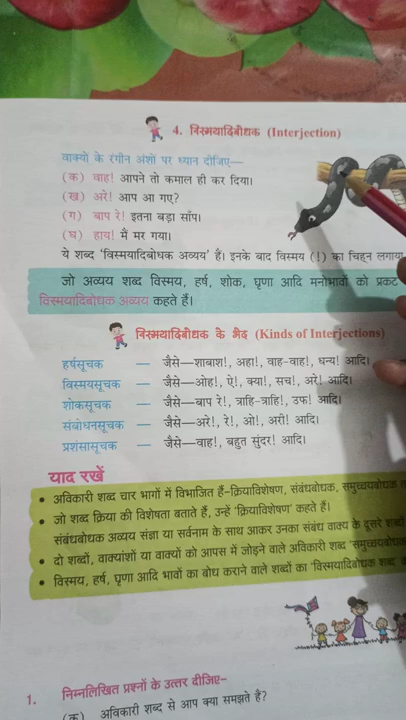 4. विस्मयादिबोधक (Interjection)
वाक्यों के रंगीन अंशों पर ध्यान दीजिए—
(क) वाह! आपने तो कमाल ही कर दिया।
(ख) अरे! आप आ गए?
(ग) बाप रे! इतना बड़ा साँप।
(घ) हाय! मैं मर गया।
ये शब्द 'विस्मयादिबोधक अव्यय' हैं। इनके बाद विस्मय (!) का चिह्न लगाया
जो अव्यय शब्द विस्मय, हर्ष, शोक, घृणा आदि मनोभावों को प्रकट
विस्मयादिबोधक अव्यय कहते हैं।
विस्मयादिबोधक के भेद (Kinds of Interjections)
हर्षसूचक — जैसे—शाबाश!, अहा!, वाह-वाह!, धन्य! आदि।
विस्मयसूचक — जैसे—ओह!, ऐ!, क्या!, सच!, अरे! आदि।
शोकसूचक — जैसे—बाप रे!, त्राहि-त्राहि!, उफ! आदि।
संबोधनसूचक — जैसे—अरे!, रे!, ओ!, अरी! आदि।
प्रशंसासूचक — जैसे—वाह!, बहुत सुंदर! आदि।
याद रखें
• अविकारी शब्द चार भागों में विभाजित हैं–क्रियाविशेषण, संबंधबोधक, समुच्चयबोधक
• जो शब्द क्रिया की विशेषता बताते हैं, उन्हें 'क्रियाविशेषण' कहते हैं।
संबंधबोधक अव्यय संज्ञा या सर्वनाम के साथ आकर उनका संबंध वाक्य के दूसरे शब्दों
• दो शब्दों, वाक्यांशों या वाक्यों को आपस में जोड़ने वाले अविकारी शब्द 'समुच्चयबोधक
• विस्मय, हर्ष, घृणा आदि भावों का बोध कराने वाले शब्दों का 'विस्मयादिबोधक शब्द'
1. निम्नलिखित प्रश्नों के उत्तर दीजिए–
(क) अविकारी शब्द से आप क्या समझते हैं?